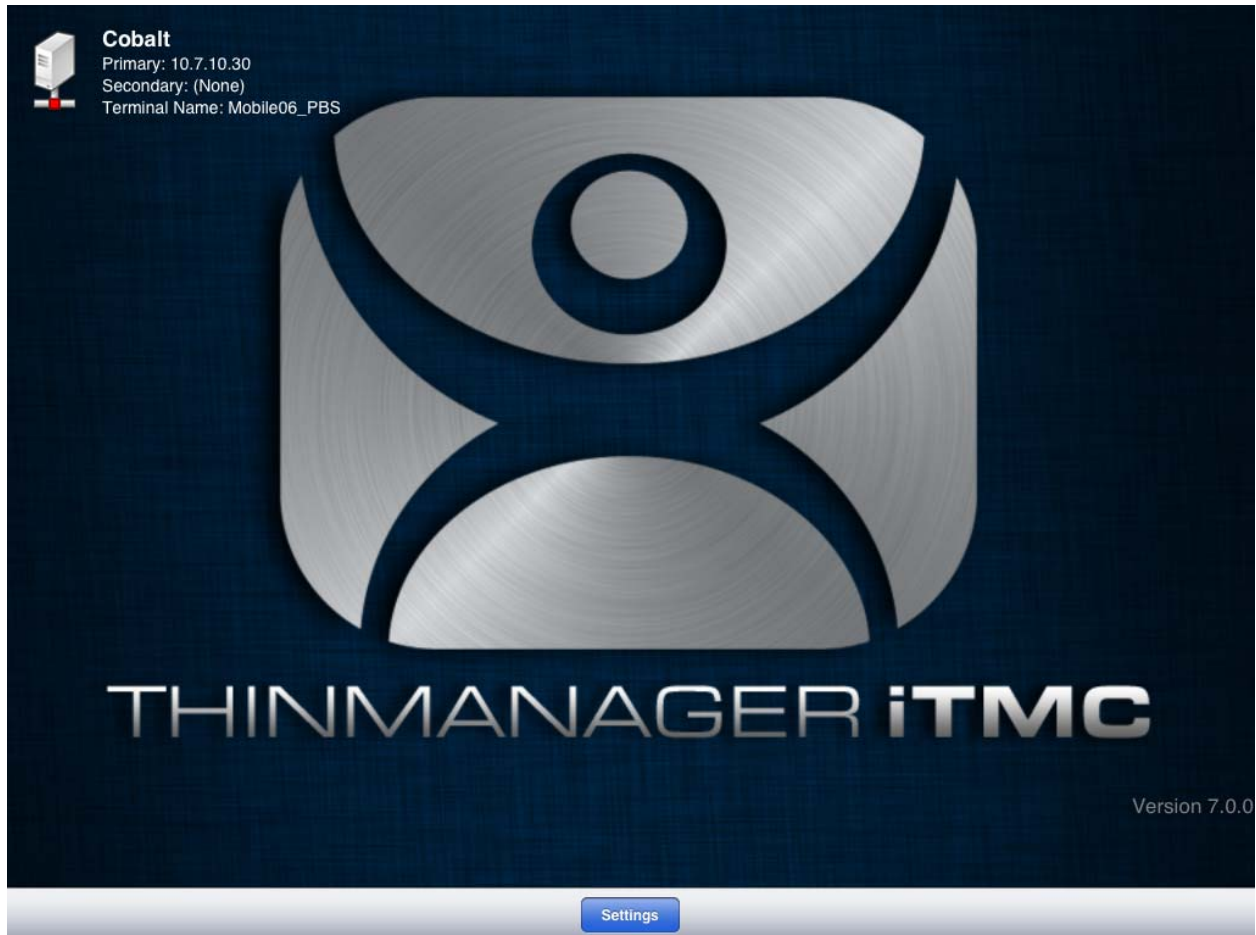 Cobalt
Primary: 10.7.10.30
Secondary: (None)
Terminal Name: Mobile06_PBS
THINMANAGER iTMC
Version 7.0.0
Settings